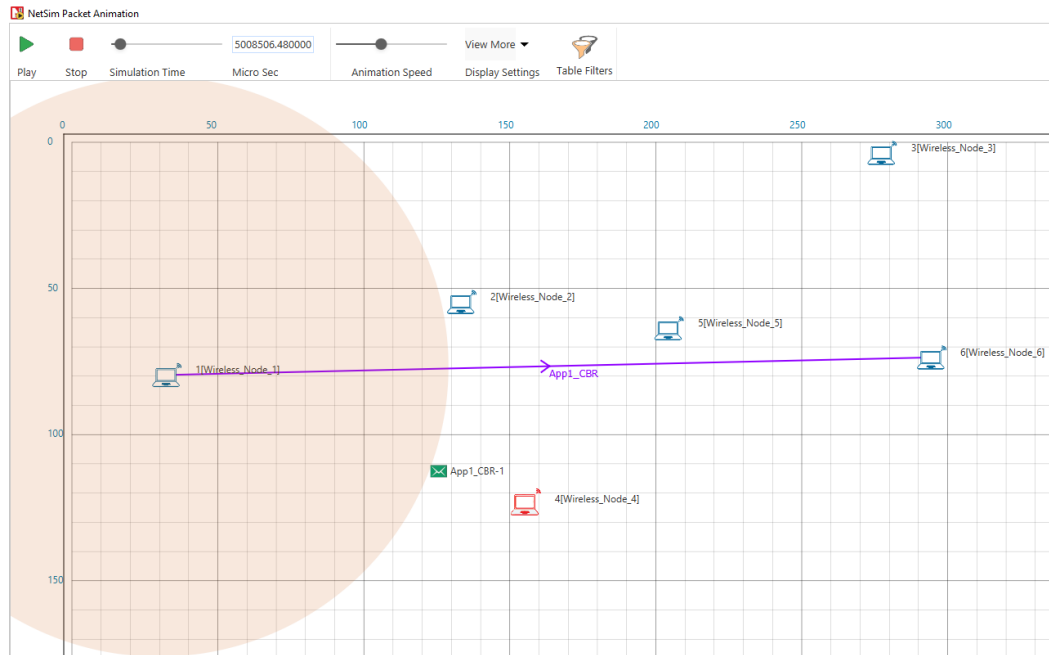 NetSim Packet Animation
5008506.480000
View More
Play
Stop
Simulation Time
Micro Sec
Animation Speed
Display Settings
Table Filters
0
50
100
150
200
250
300
0
3[Wireless_Node_3]
50
2[Wireless_Node_2]
5[Wireless_Node_5]
6[Wireless_Node_6]
1[Wireless_Node_1]
App1_CBR
100
App1_CBR-1
4[Wireless_Node_4]
150